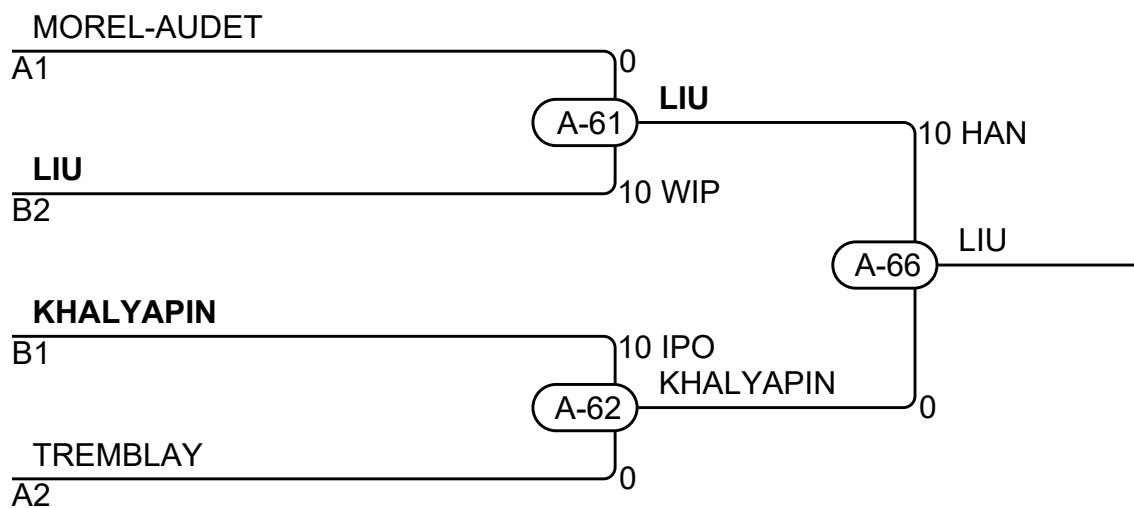 MOREL-AUDET
A1
0
A-61
LIU
10 HAN
LIU
B2
10 WIP
A-66
LIU
KHALYAPIN
B1
10 IPO
KHALYAPIN
A-62
0
TREMBLAY
A2
0